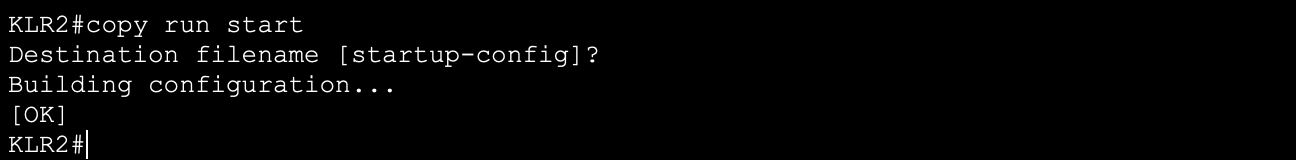 KLR2#copy run start
Destination filename [startup-config]?
Building configuration...
[OK]
KLR2#